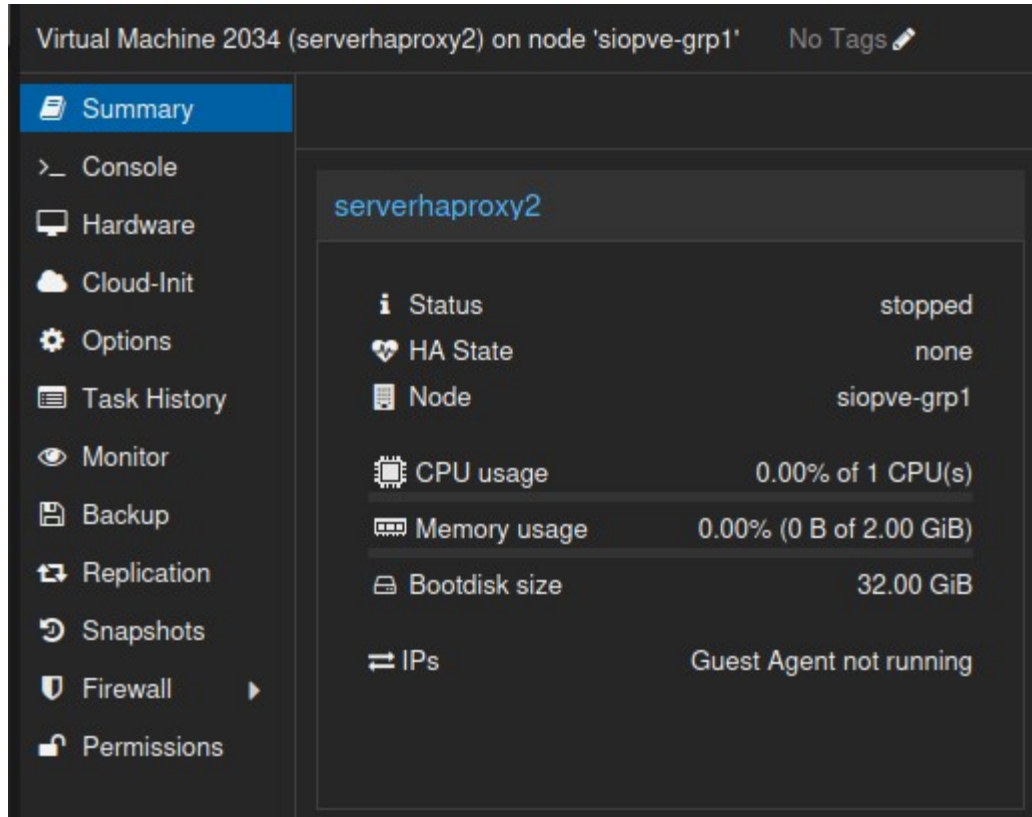 Virtual Machine 2034 (serverhaproxy2) on node 'siopve-grp1' No Tags
Summary
Console
Hardware
Cloud-Init
Options
Task History
Monitor
Backup
Replication
Snapshots
Firewall
Permissions
serverhaproxy2
Status stopped
HA State none
Node siopve-grp1
CPU usage 0.00% of 1 CPU(s)
Memory usage 0.00% (0 B of 2.00 GiB)
Bootdisk size 32.00 GiB
IPs Guest Agent not running